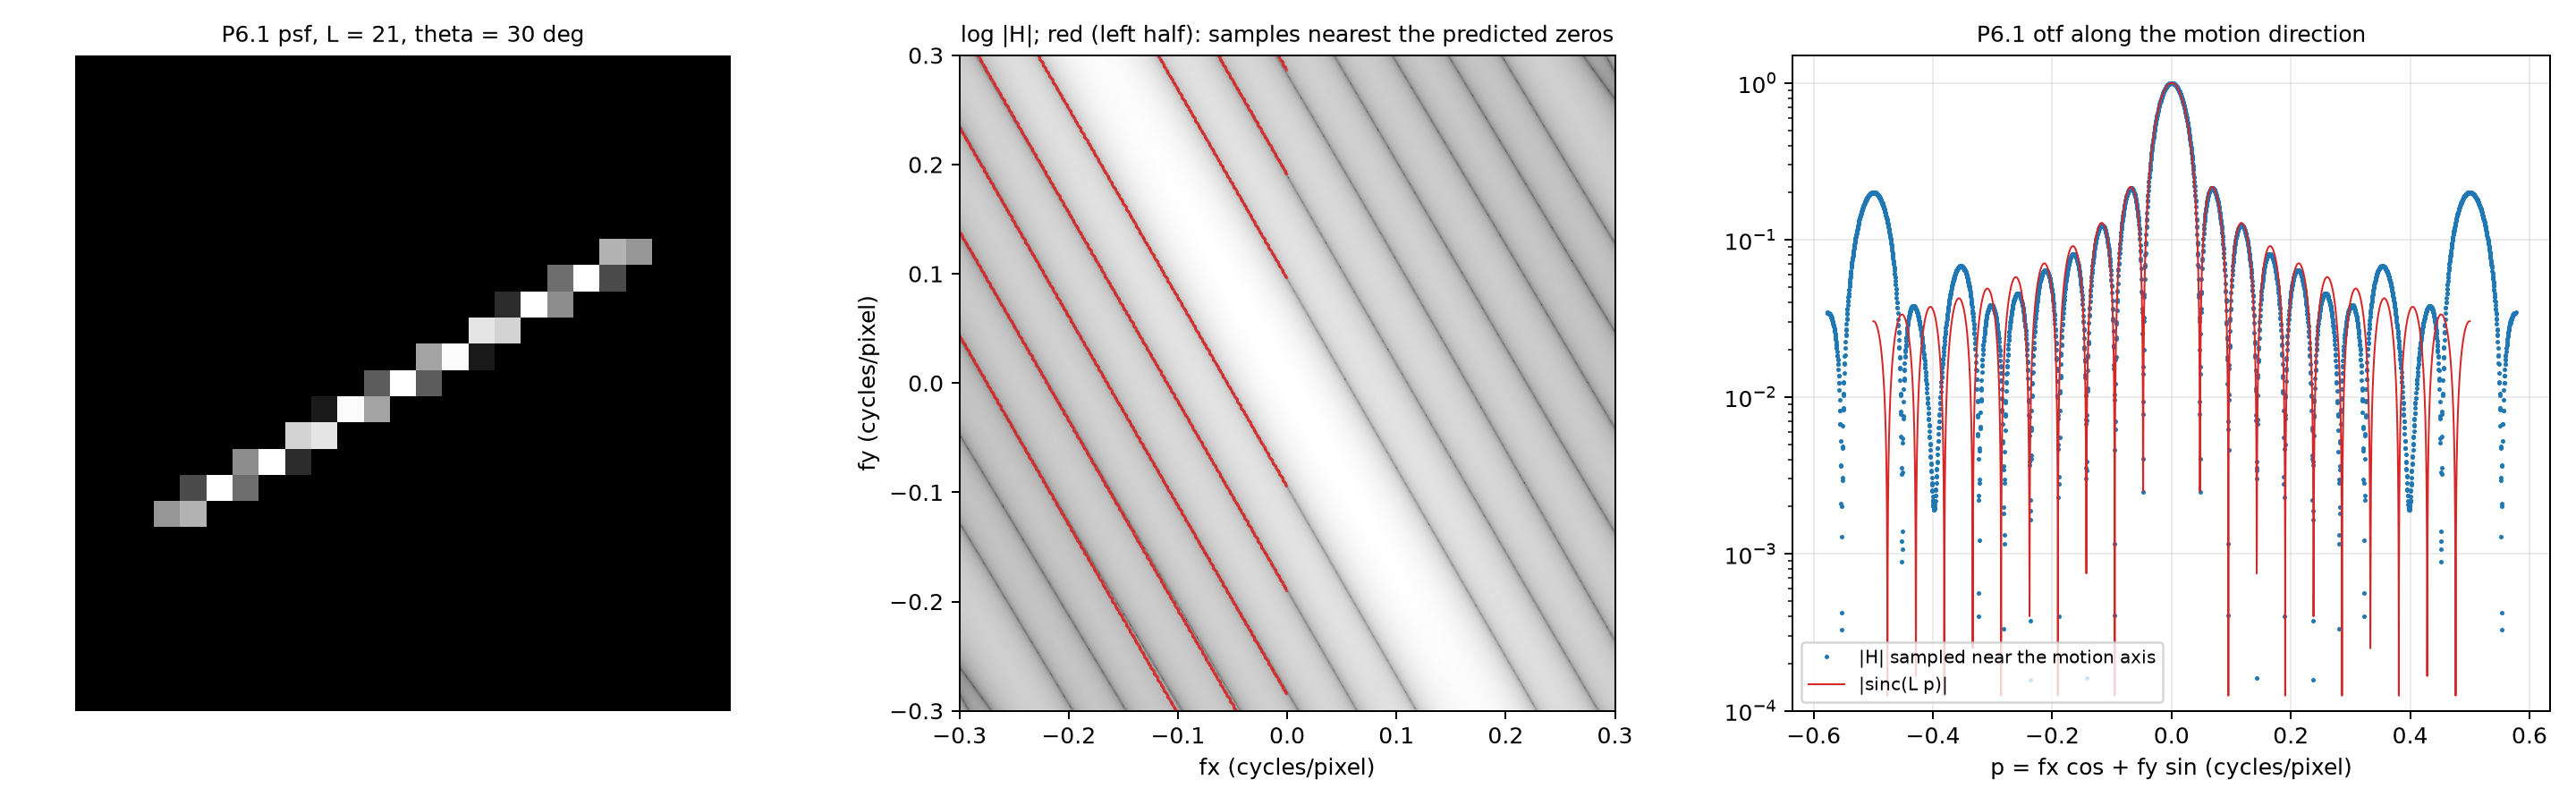 P6.1 psf, L = 21, theta = 30 deg
log |H|; red (left half): samples nearest the predicted zeros
0.3
0.2
0.1
0.0
−0.1
−0.2
−0.3
fy (cycles/pixel)
−0.3 −0.2 −0.1 0.0 0.1 0.2 0.3
fx (cycles/pixel)
P6.1 otf along the motion direction
10⁰
10⁻¹
10⁻²
10⁻³
10⁻⁴
|H| sampled near the motion axis
|sinc(L p)|
−0.6 −0.4 −0.2 0.0 0.2 0.4 0.6
p = fx cos + fy sin (cycles/pixel)